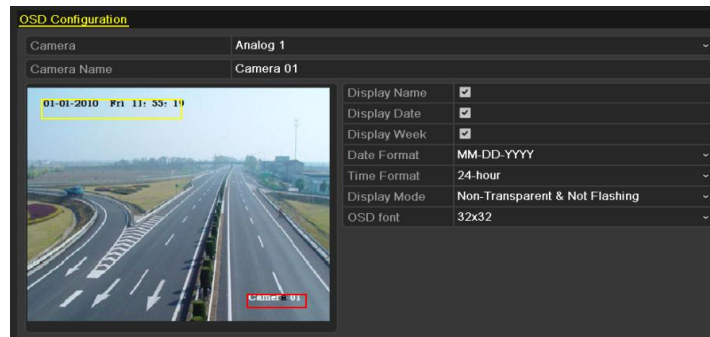 OSD Configuration
Camera Analog 1
Camera Name Camera 01
01-01-2010 Fri 11: 55: 19
Camera 01
Display Name
Display Date
Display Week
Date Format MM-DD-YYYY
Time Format 24-hour
Display Mode Non-Transparent & Not Flashing
OSD font 32x32